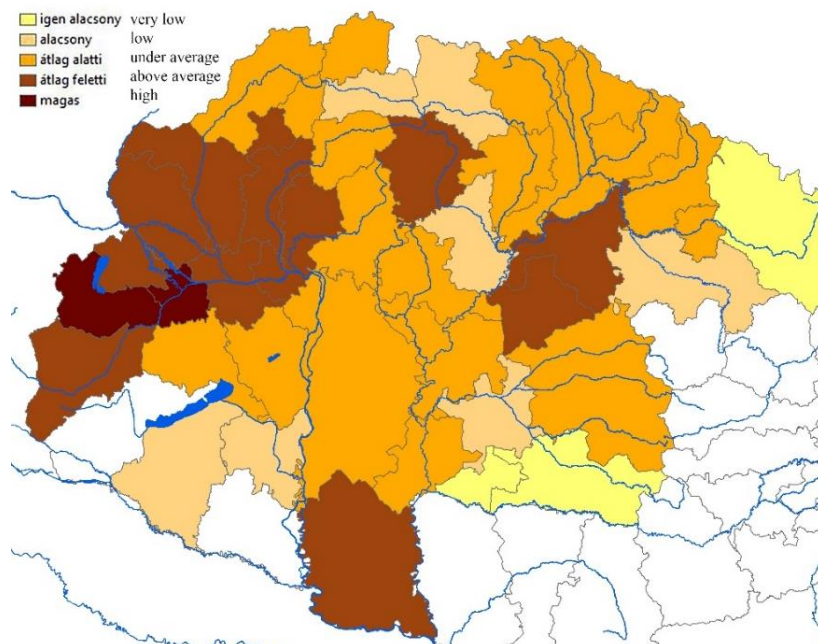 igen alacsony very low
alacsony low
átlag alatti under average
átlag feletti above average
magas high